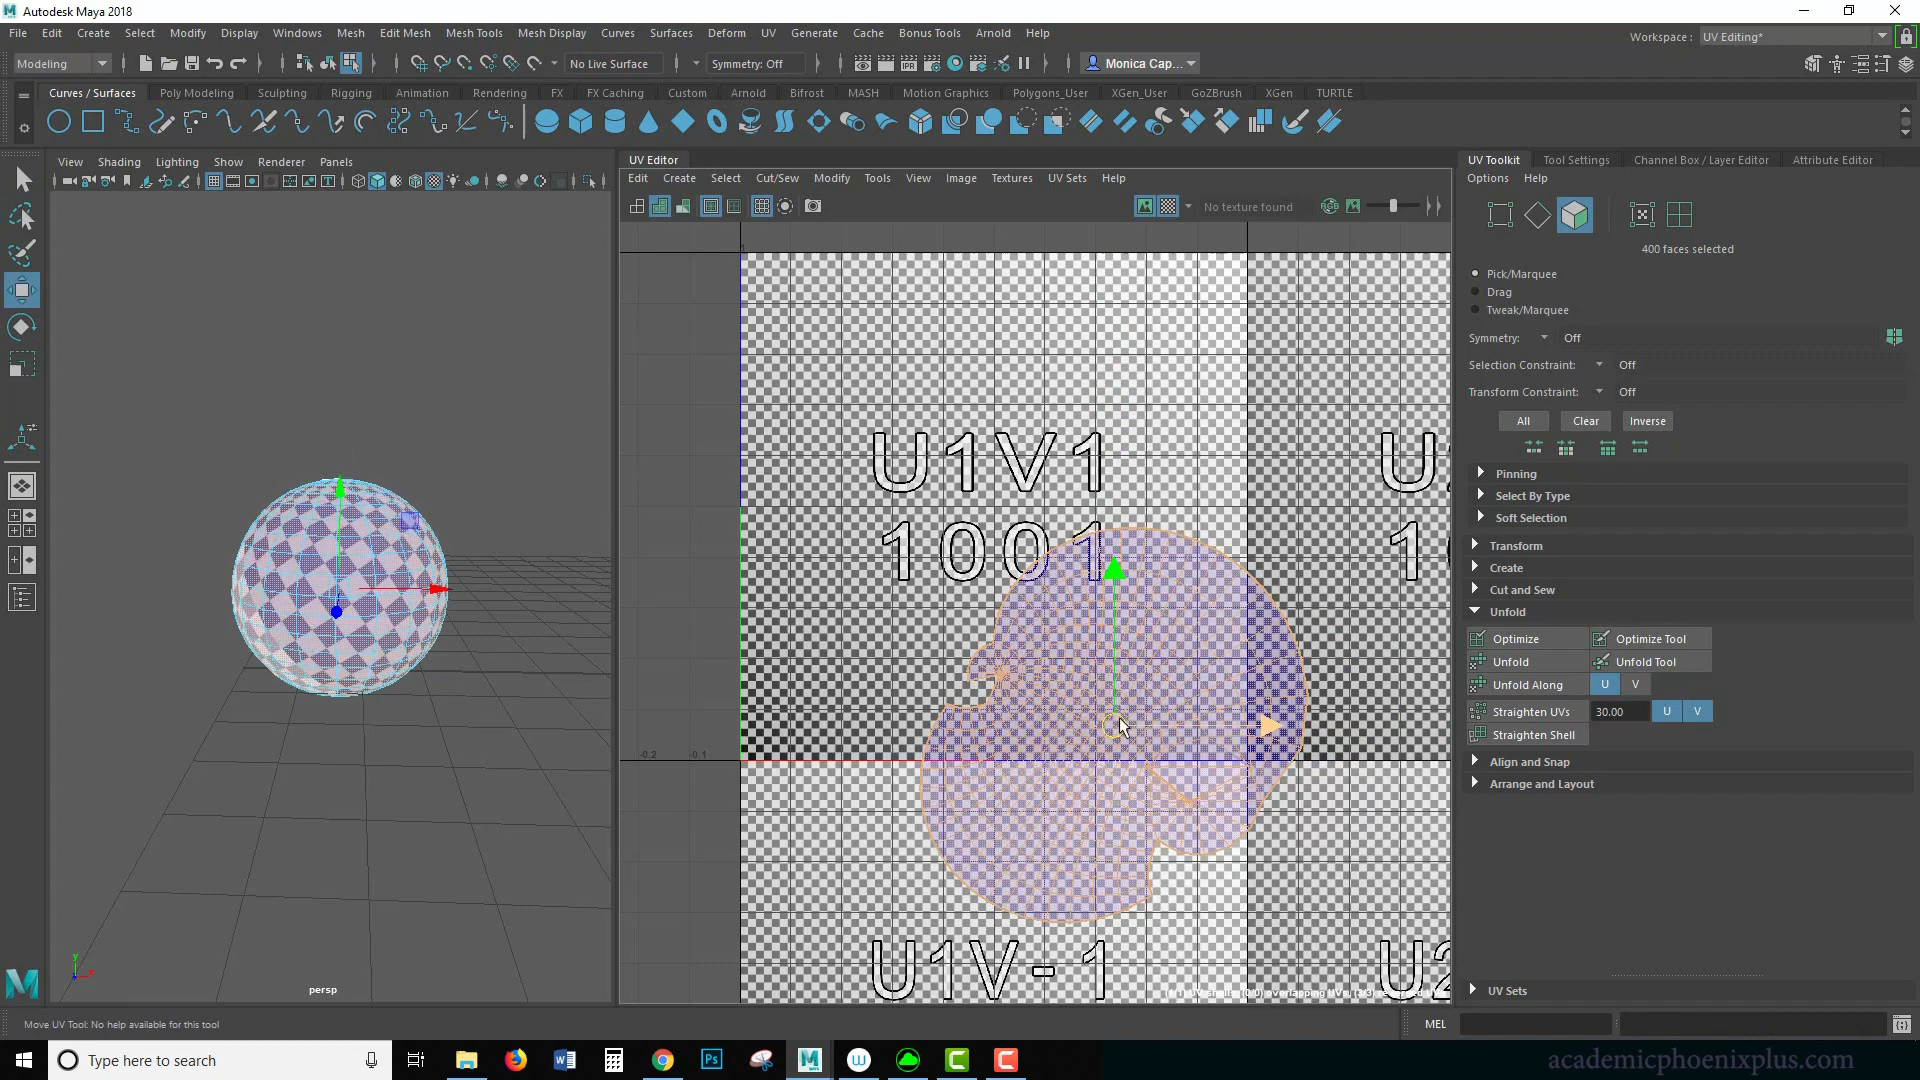 Autodesk Maya 2018
File Edit Create Select Modify Display Windows Mesh Edit Mesh Mesh Tools Mesh Display Curves Surfaces Deform UV Generate Cache Bonus Tools Arnold Help
Workspace : UV Editing*
Modeling No Live Surface Symmetry: Off Monica Cap...
Curves / Surfaces Poly Modeling Sculpting Rigging Animation Rendering FX FX Caching Custom Arnold Bifrost MASH Motion Graphics Polygons_User XGen_User GoZBrush XGen TURTLE
View Shading Lighting Show Renderer Panels
UV Editor
Edit Create Select Cut/Sew Modify Tools View Image Textures UV Sets Help
No texture found
UV Toolkit Tool Settings Channel Box / Layer Editor Attribute Editor
Options Help
400 faces selected
Pick/Marquee
Drag
Tweak/Marquee
Symmetry: Off
Selection Constraint: Off
Transform Constraint: Off
All Clear Inverse
Pinning
Select By Type
Soft Selection
Transform
Create
Cut and Sew
Unfold
Optimize Optimize Tool
Unfold Unfold Tool
Unfold Along U V
Straighten UVs 30.00 U V
Straighten Shell
Align and Snap
Arrange and Layout
UV Sets
1
U1V1
1001
-0.2 -0.1
U1V-1
persp
y
x
Move UV Tool: No help available for this tool
MEL
Type here to search
academicphoenixplus.com